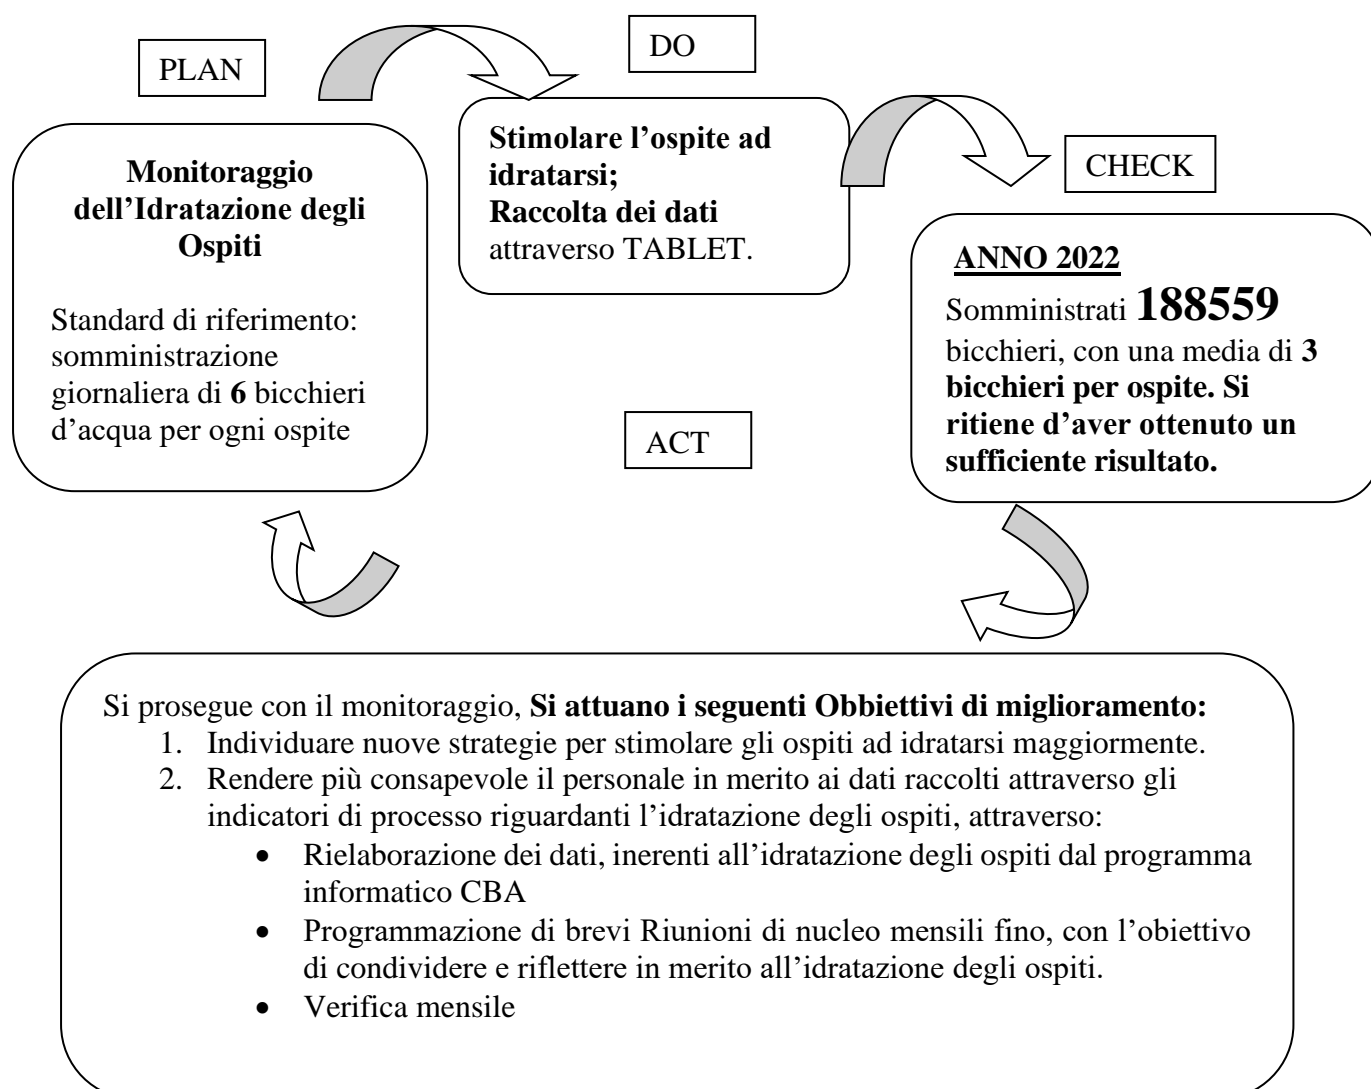 PLAN
Monitoraggio
dell’Idratazione degli
Ospiti
Standard di riferimento:
somministrazione
giornaliera di 6 bicchieri
d’acqua per ogni ospite
DO
Stimolare l’ospite ad
idratarsi;
Raccolta dei dati
attraverso TABLET.
CHECK
ANNO 2022
Somministrati 188559
bicchieri, con una media di 3
bicchieri per ospite. Si
ritiene d’aver ottenuto un
sufficiente risultato.
ACT
Si prosegue con il monitoraggio, Si attuano i seguenti Obbiettivi di miglioramento:
1. Individuare nuove strategie per stimolare gli ospiti ad idratarsi maggiormente.
2. Rendere più consapevole il personale in merito ai dati raccolti attraverso gli
indicatori di processo riguardanti l’idratazione degli ospiti, attraverso:
• Rielaborazione dei dati, inerenti all’idratazione degli ospiti dal programma
informatico CBA
• Programmazione di brevi Riunioni di nucleo mensili fino, con l’obiettivo
di condividere e riflettere in merito all’idratazione degli ospiti.
• Verifica mensile